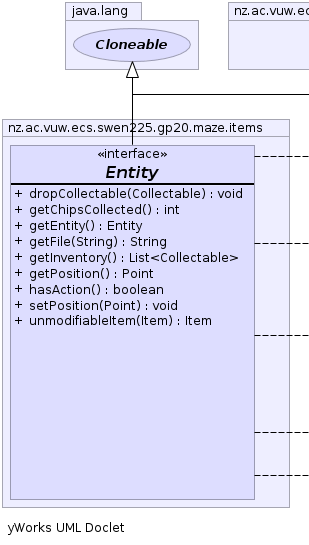 java.lang
nz.ac.vuw.ec
Cloneable
nz.ac.vuw.ecs.swen225.gp20.maze.items
«interface»
Entity
+ dropCollectable(Collectable) : void
+ getChipsCollected() : int
+ getEntity() : Entity
+ getFile(String) : String
+ getInventory() : List<Collectable>
+ getPosition() : Point
+ hasAction() : boolean
+ setPosition(Point) : void
+ unmodifiableItem(Item) : Item
yWorks UML Doclet